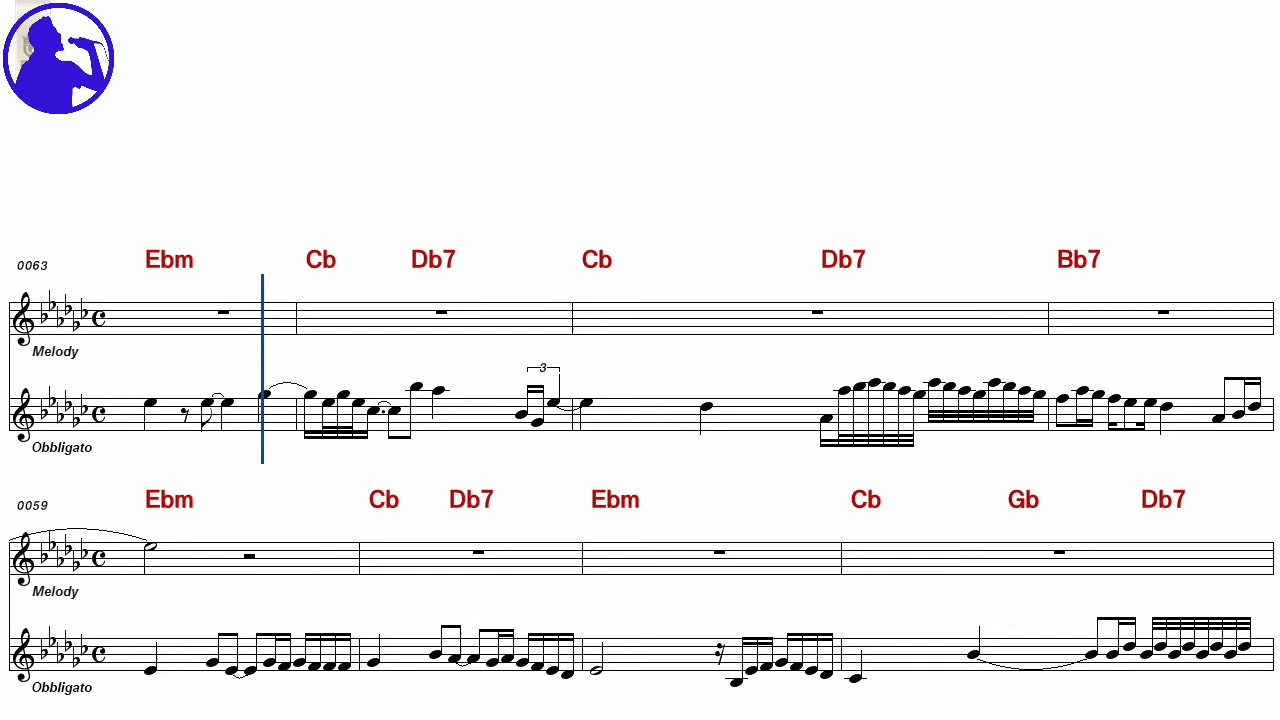 Ebm Cb Db7 Cb Db7 Bb7
0063
Melody
3
Obbligato
Ebm Cb Db7 Ebm Cb Gb Db7
0059
Melody
Obbligato